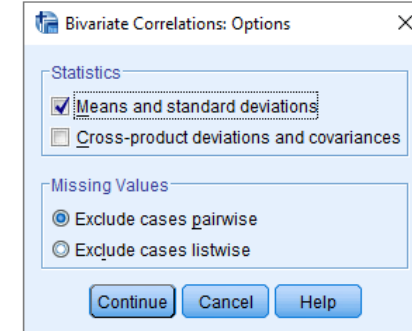 Bivariate Correlations: Options
Statistics
Means and standard deviations
Cross-product deviations and covariances
Missing Values
Exclude cases pairwise
Exclude cases listwise
Continue Cancel Help